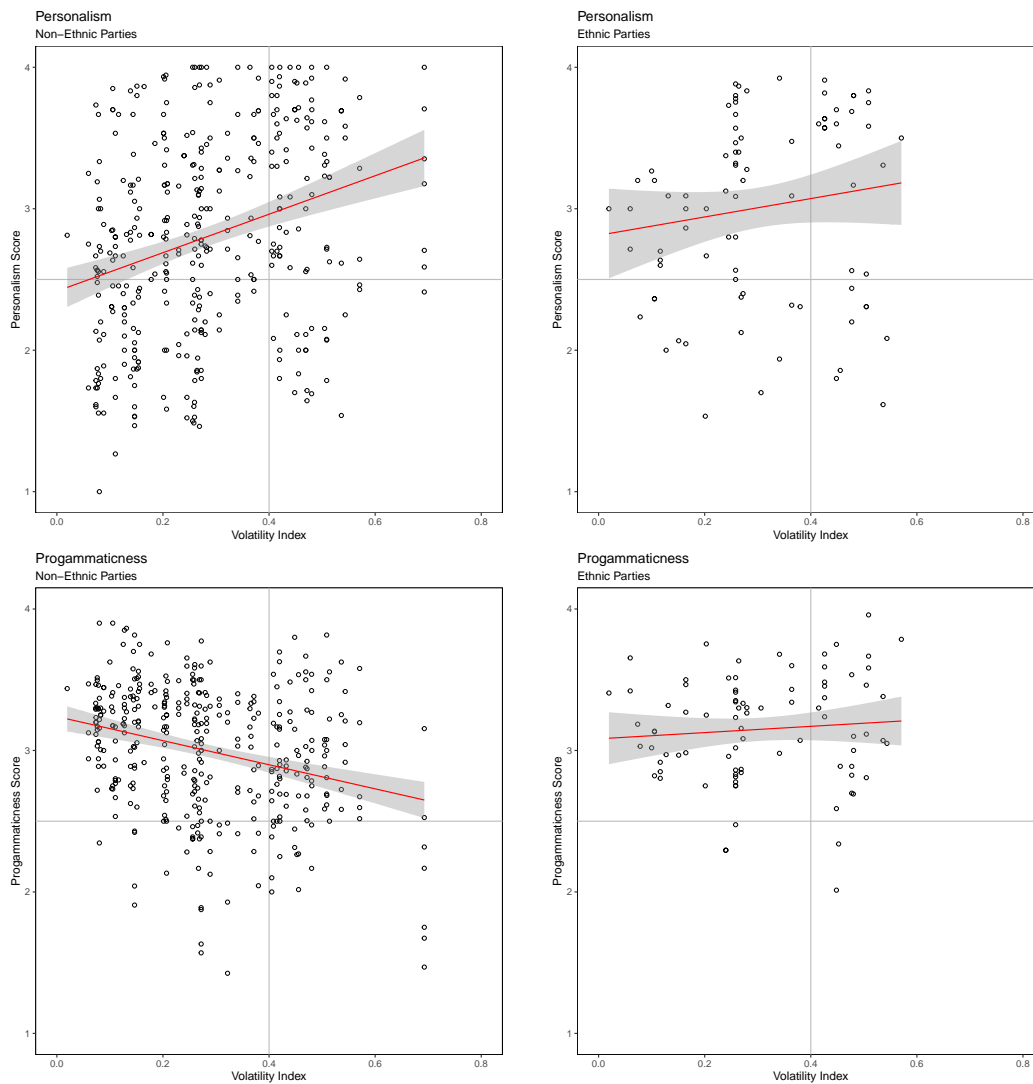 Personalism
Non−Ethnic Parties
4
3
2
1
Personalism Score
0.0 0.2 0.4 0.6 0.8
Volatility Index
Personalism
Ethnic Parties
4
3
2
1
Personalism Score
0.0 0.2 0.4 0.6 0.8
Volatility Index
Progammaticness
Non−Ethnic Parties
4
3
2
1
Progammaticness Score
0.0 0.2 0.4 0.6 0.8
Volatility Index
Progammaticness
Ethnic Parties
4
3
2
1
Progammaticness Score
0.0 0.2 0.4 0.6 0.8
Volatility Index